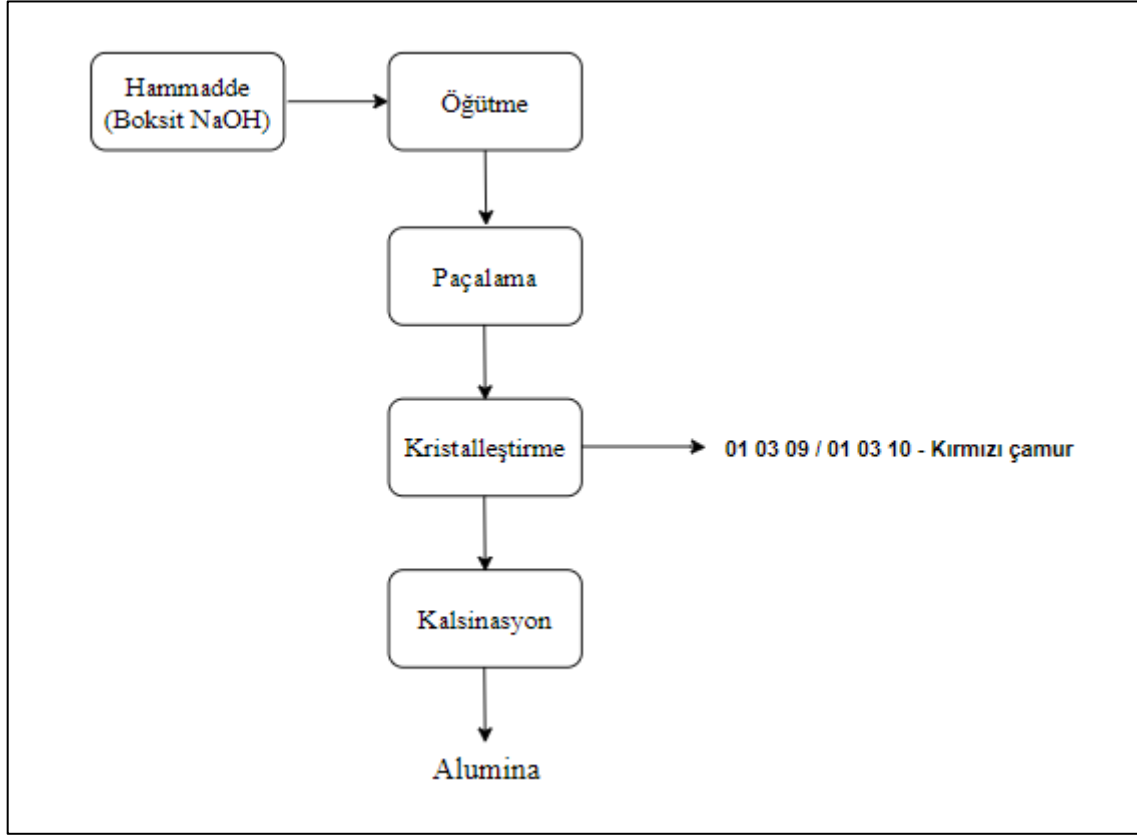 Hammadde
(Boksit NaOH)
Öğütme
Paçalama
Kristalleştirme
01 03 09 / 01 03 10 - Kırmızı çamur
Kalsinasyon
Alumina